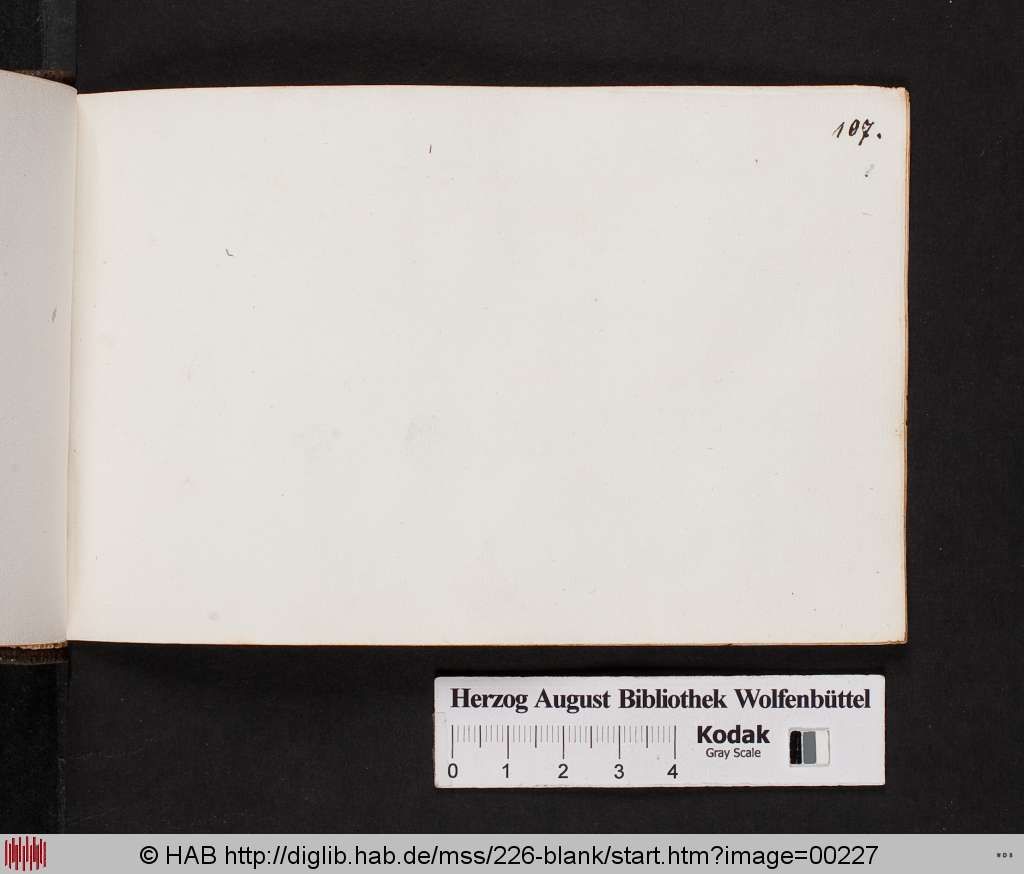 107.
Herzog August Bibliothek Wolfenbüttel
Kodak
Gray Scale
0 1 2 3 4
© HAB http://diglib.hab.de/mss/226-blank/start.htm?image=00227
WDB